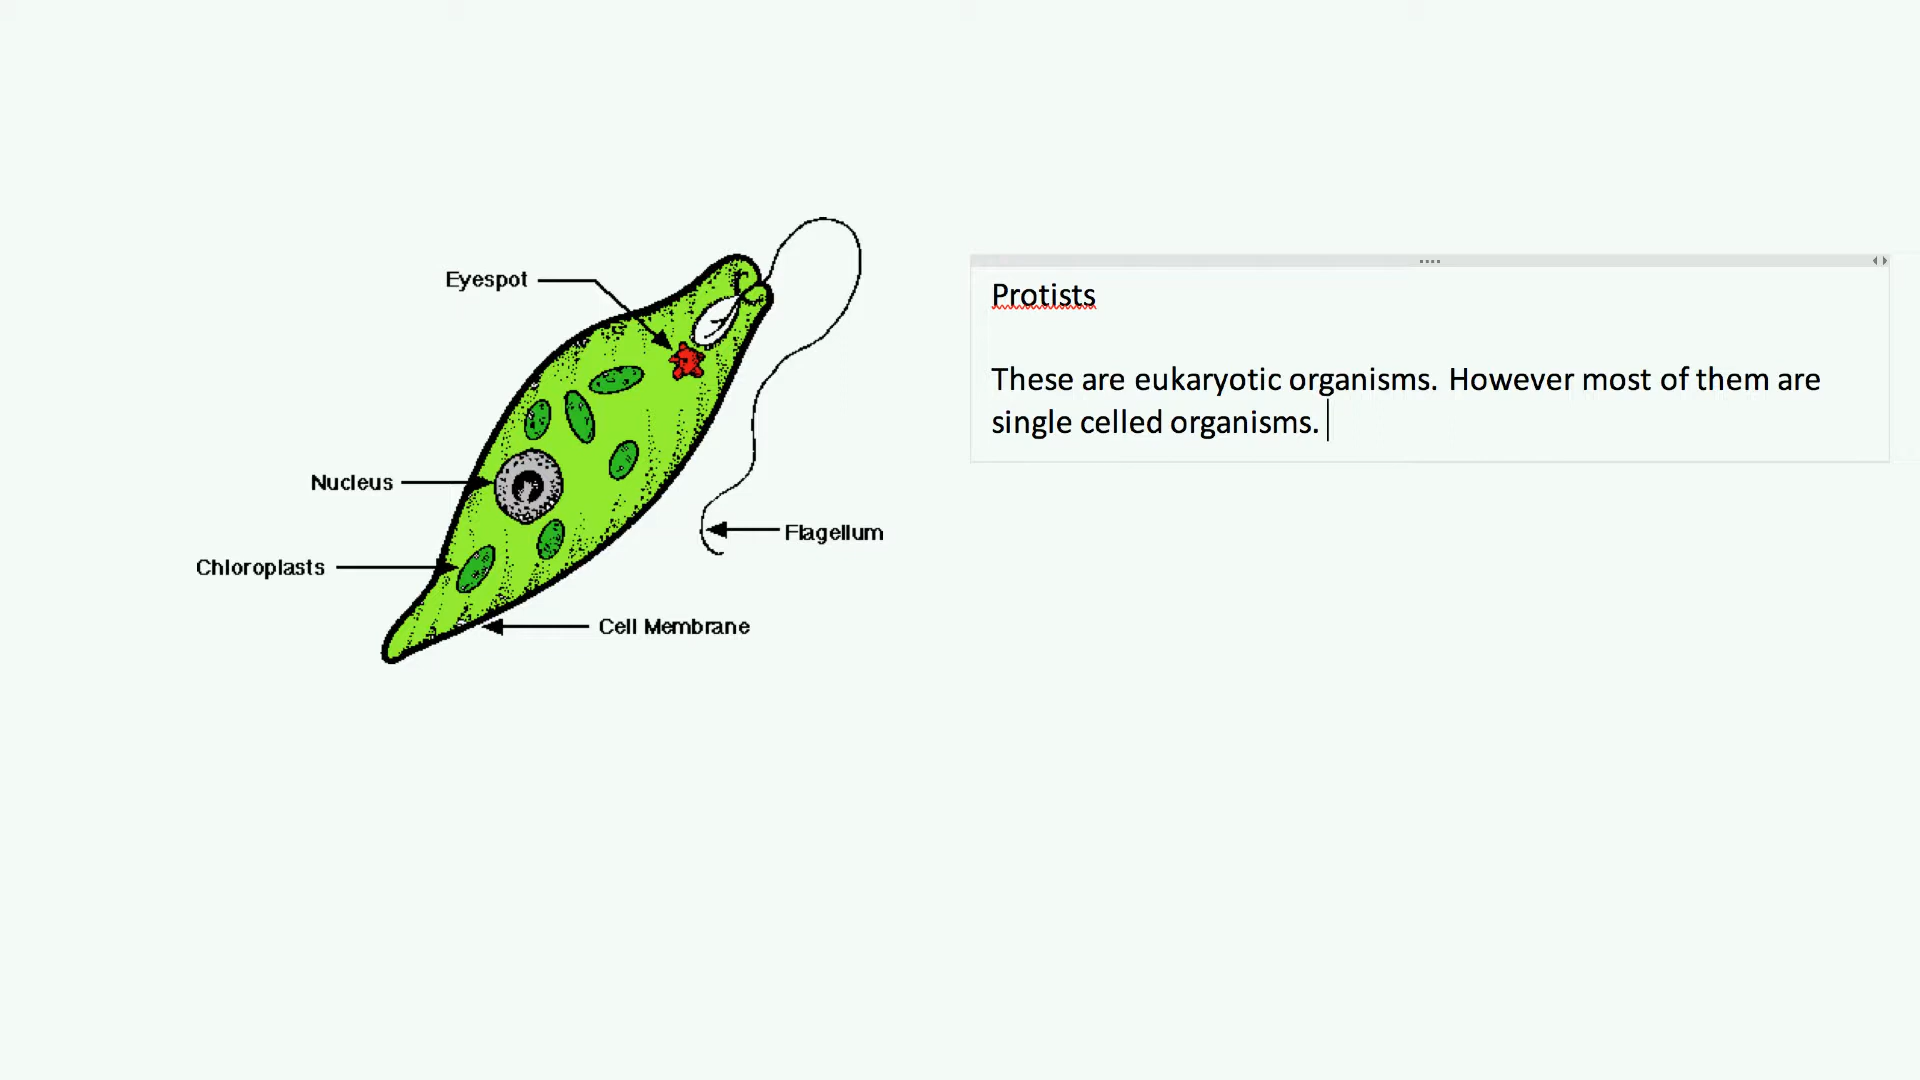 Eyespot
Nucleus
Chloroplasts
Flagellum
Cell Membrane
Protists
These are eukaryotic organisms. However most of them are
single celled organisms.